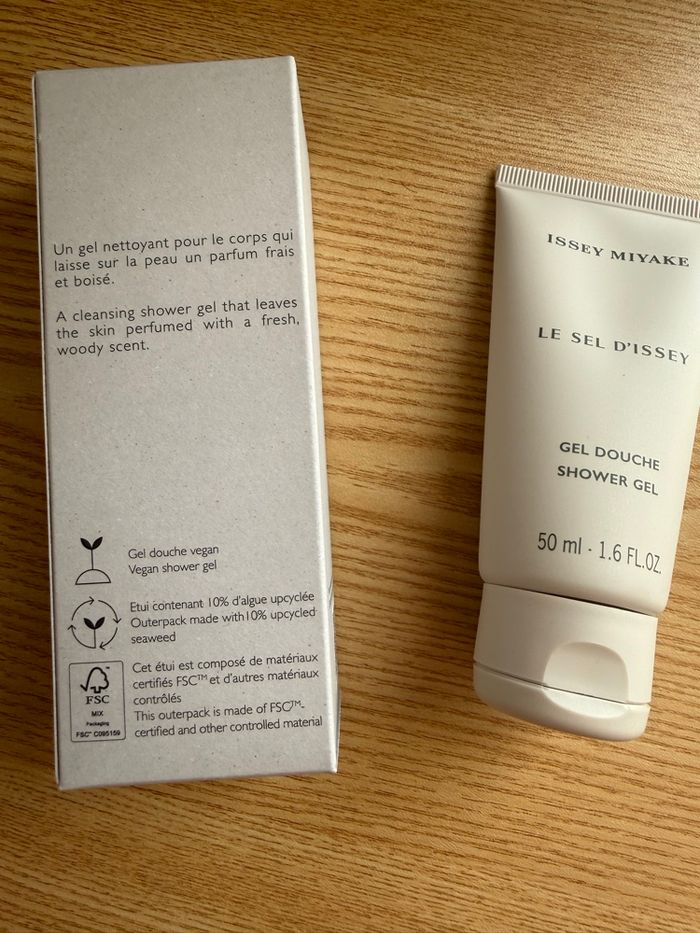 Un gel nettoyant pour le corps qui
laisse sur la peau un parfum frais
et boisé.
A cleansing shower gel that leaves
the skin perfumed with a fresh,
woody scent.
Gel douche vegan
Vegan shower gel
Etui contenant 10% d'algue upcyclée
Outerpack made with10% upcycled
seaweed
FSC
MIX
Packaging
FSC™ C095159
Cet étui est composé de matériaux
certifiés FSC™ et d'autres matériaux
contrôlés
This outerpack is made of FSC™-
certified and other controlled material
ISSEY MIYAKE
LE SEL D'ISSEY
GEL DOUCHE
SHOWER GEL
50 ml · 1.6 FL.OZ.